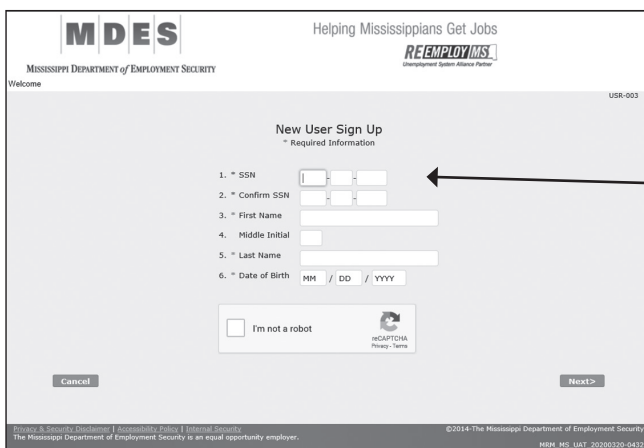 MDES
Helping Mississippians Get Jobs
REEMPLOYMS
MISSISSIPPI DEPARTMENT of EMPLOYMENT SECURITY
Unemployment System Alliance Partner
Welcome
USR-003
New User Sign Up
* Required Information
1. * SSN - -
2. * Confirm SSN - -
3. * First Name
4. Middle Initial
5. * Last Name
6. * Date of Birth MM / DD / YYYY
I'm not a robot
reCAPTCHA
Privacy - Terms
Cancel
Next>
Privacy & Security Disclaimer | Accessibility Policy | Internal Security
©2014-The Mississippi Department of Employment Security
The Mississippi Department of Employment Security is an equal opportunity employer.
MRM_MS_UAT_20200320-0432